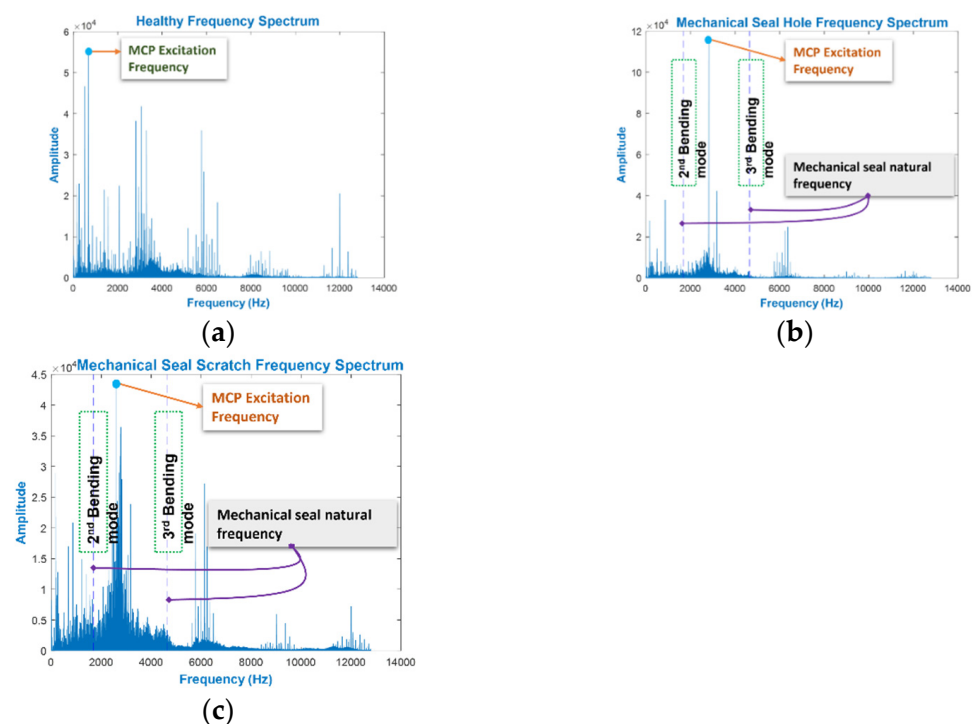 Healthy Frequency Spectrum
×10⁴
6
5
4
3
2
1
0
Amplitude
MCP Excitation
Frequency
0 2000 4000 6000 8000 10000 12000 14000
Frequency (Hz)
(a)
Mechanical Seal Hole Frequency Spectrum
×10⁴
12
10
8
6
4
2
0
Amplitude
MCP Excitation
Frequency
2nd Bending
mode
3rd Bending
mode
Mechanical seal natural
frequency
0 2000 4000 6000 8000 10000 12000 14000
Frequency (Hz)
(b)
Mechanical Seal Scratch Frequency Spectrum
×10⁴
4.5
4
3.5
3
2.5
2
1.5
1
0.5
0
Amplitude
MCP Excitation
Frequency
2nd Bending
mode
3rd Bending
mode
Mechanical seal natural
frequency
0 2000 4000 6000 8000 10000 12000 14000
Frequency (Hz)
(c)